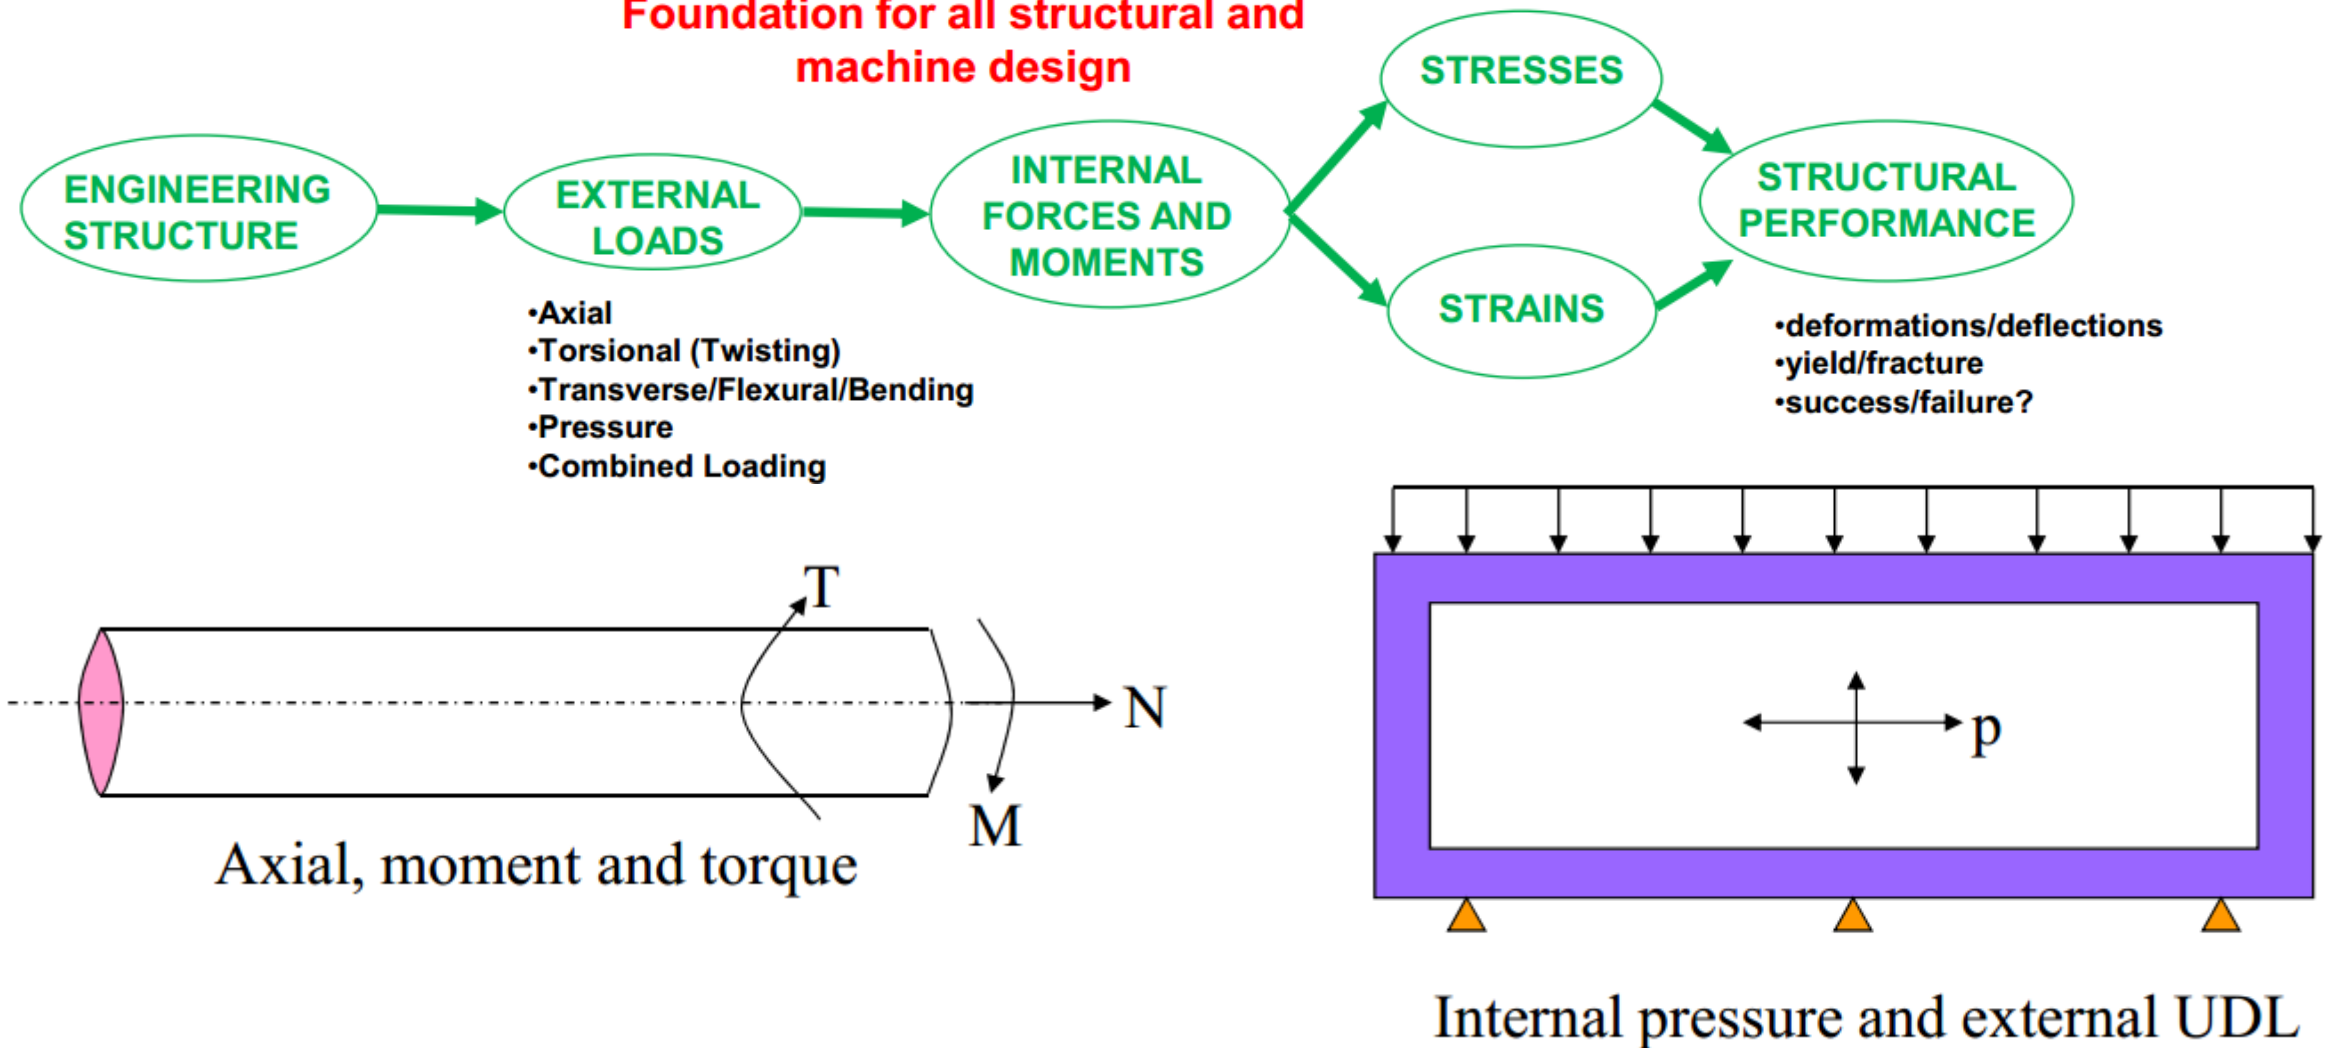 Foundation for all structural and
machine design
ENGINEERING
STRUCTURE
EXTERNAL
LOADS
INTERNAL
FORCES AND
MOMENTS
STRESSES
STRAINS
STRUCTURAL
PERFORMANCE
•Axial
•Torsional (Twisting)
•Transverse/Flexural/Bending
•Pressure
•Combined Loading
•deformations/deflections
•yield/fracture
•success/failure?
T
N
M
Axial, moment and torque
p
Internal pressure and external UDL